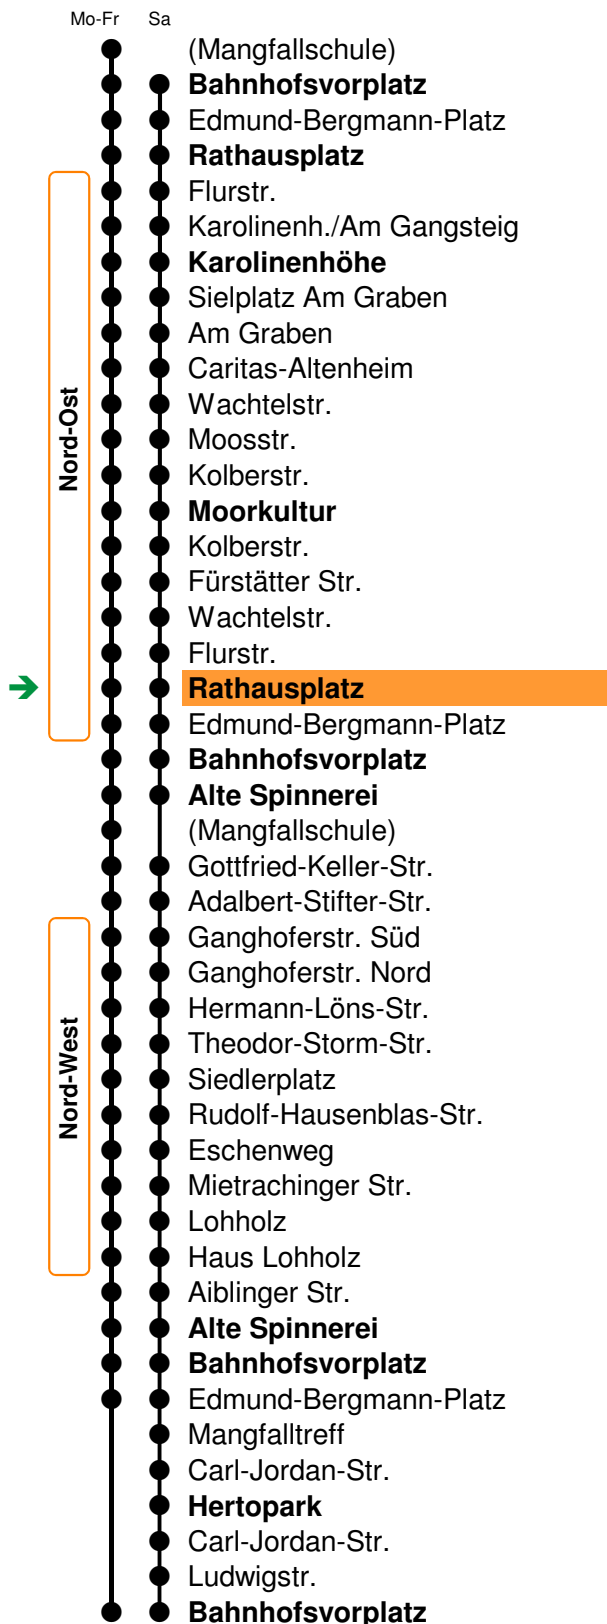 Mo-Fr Sa
(Mangfallschule)
Bahnhofsvorplatz
Edmund-Bergmann-Platz
Rathausplatz
Flurstr.
Karolinenh./Am Gangsteig
Karolinenhöhe
Sielplatz Am Graben
Am Graben
Caritas-Altenheim
Wachtelstr.
Nord-Ost
Moosstr.
Kolberstr.
Moorkultur
Kolberstr.
Fürstätter Str.
Wachtelstr.
Flurstr.
Rathausplatz
Edmund-Bergmann-Platz
Bahnhofsvorplatz
Alte Spinnerei
(Mangfallschule)
Gottfried-Keller-Str.
Adalbert-Stifter-Str.
Ganghoferstr. Süd
Ganghoferstr. Nord
Hermann-Löns-Str.
Theodor-Storm-Str.
Nord-West
Siedlerplatz
Rudolf-Hausenblas-Str.
Eschenweg
Mietrachinger Str.
Lohholz
Haus Lohholz
Aiblinger Str.
Alte Spinnerei
Bahnhofsvorplatz
Edmund-Bergmann-Platz
Mangfalltreff
Carl-Jordan-Str.
Hertopark
Carl-Jordan-Str.
Ludwigstr.
Bahnhofsvorplatz